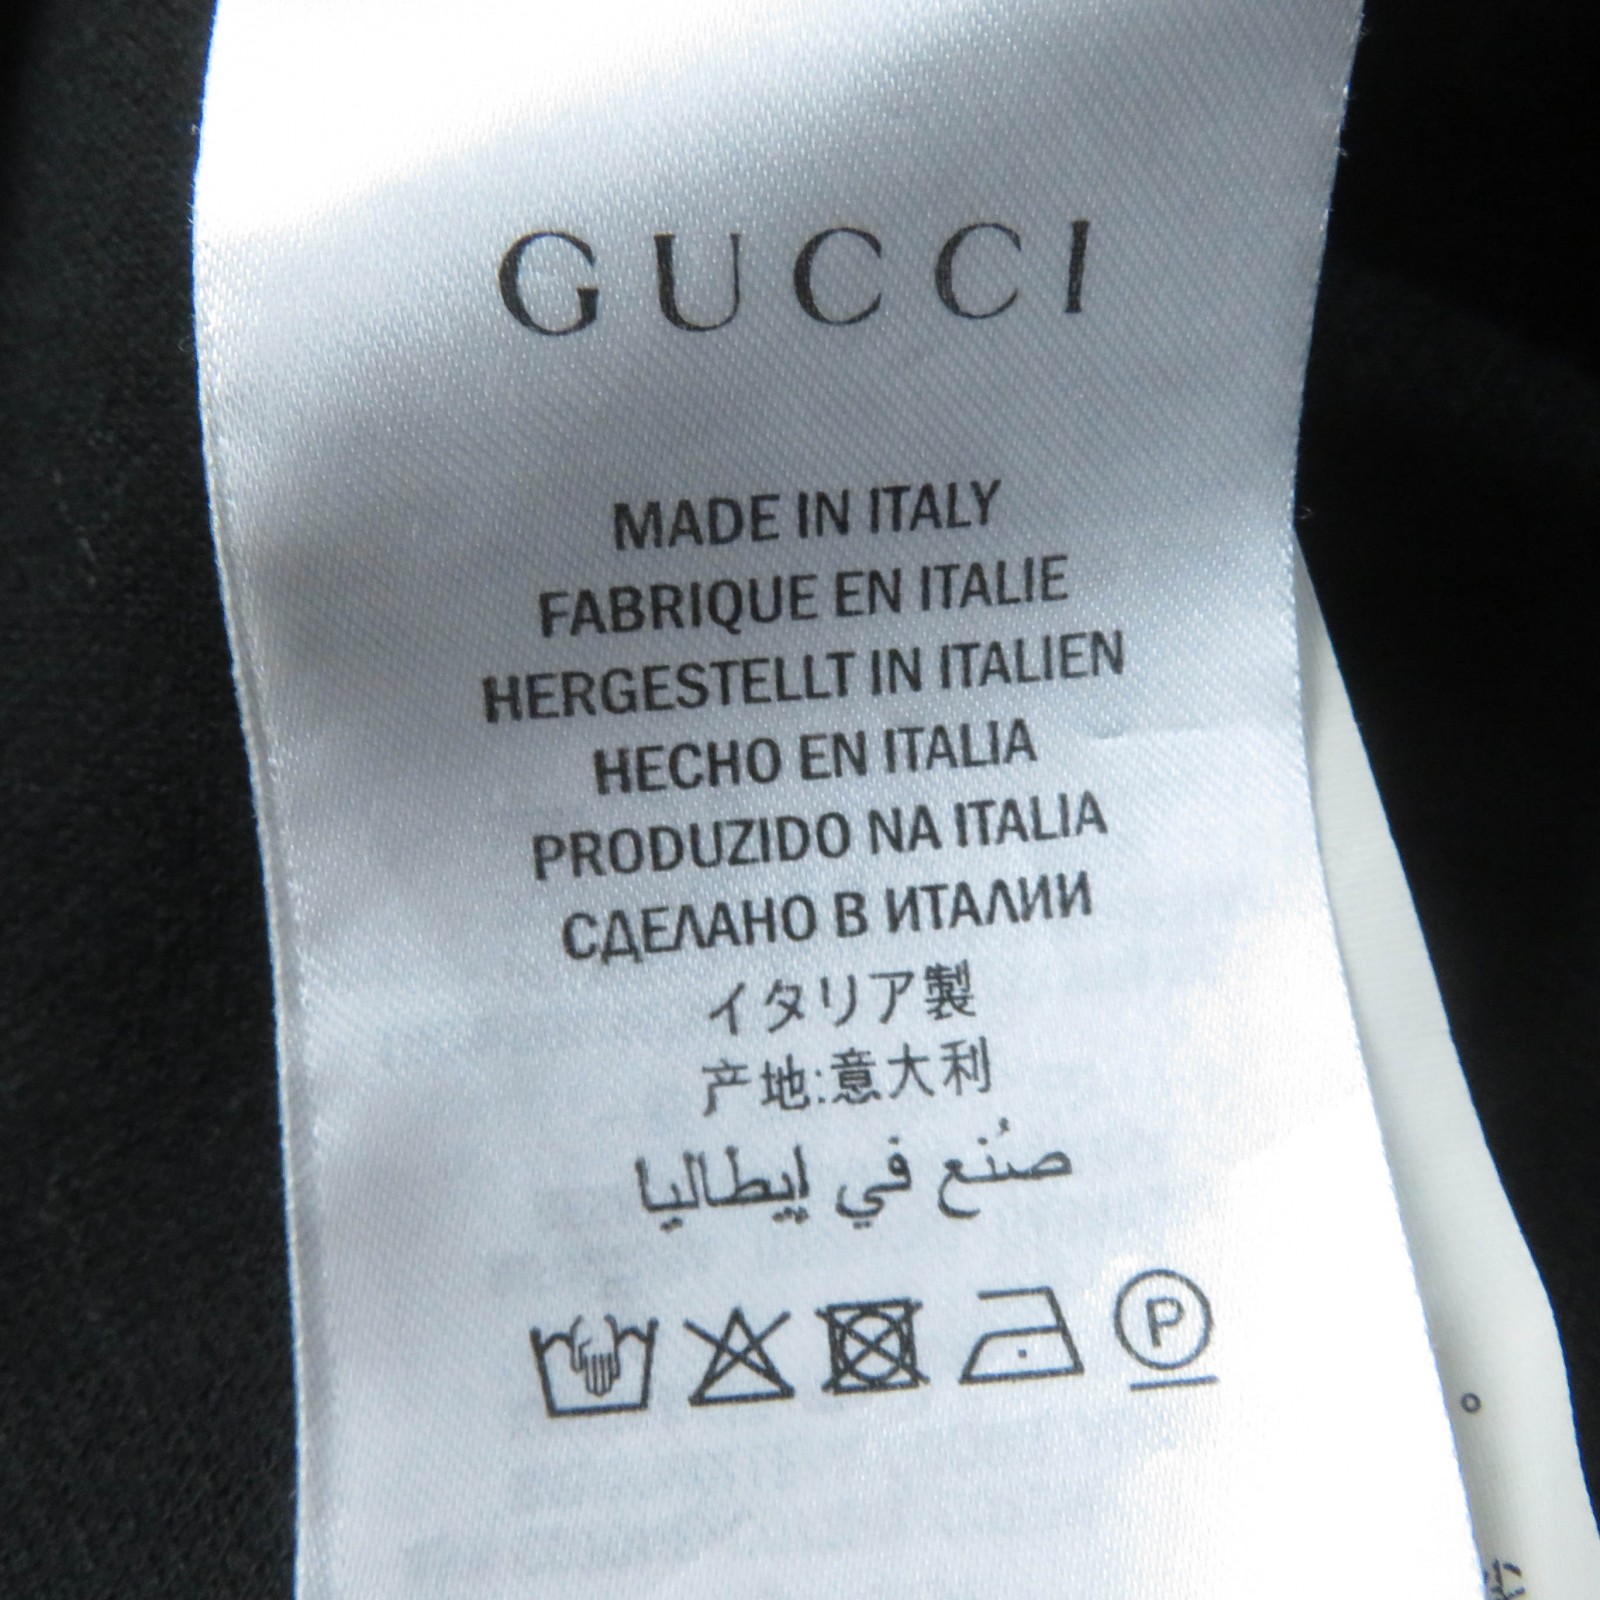 GUCCI
MADE IN ITALY
FABRIQUE EN ITALIE
HERGESTELLT IN ITALIEN
HECHO EN ITALIA
PRODUZIDO NA ITALIA
СДЕЛАНО В ИТАЛИИ
イタリア製
产地:意大利
صُنع في إيطاليا
P